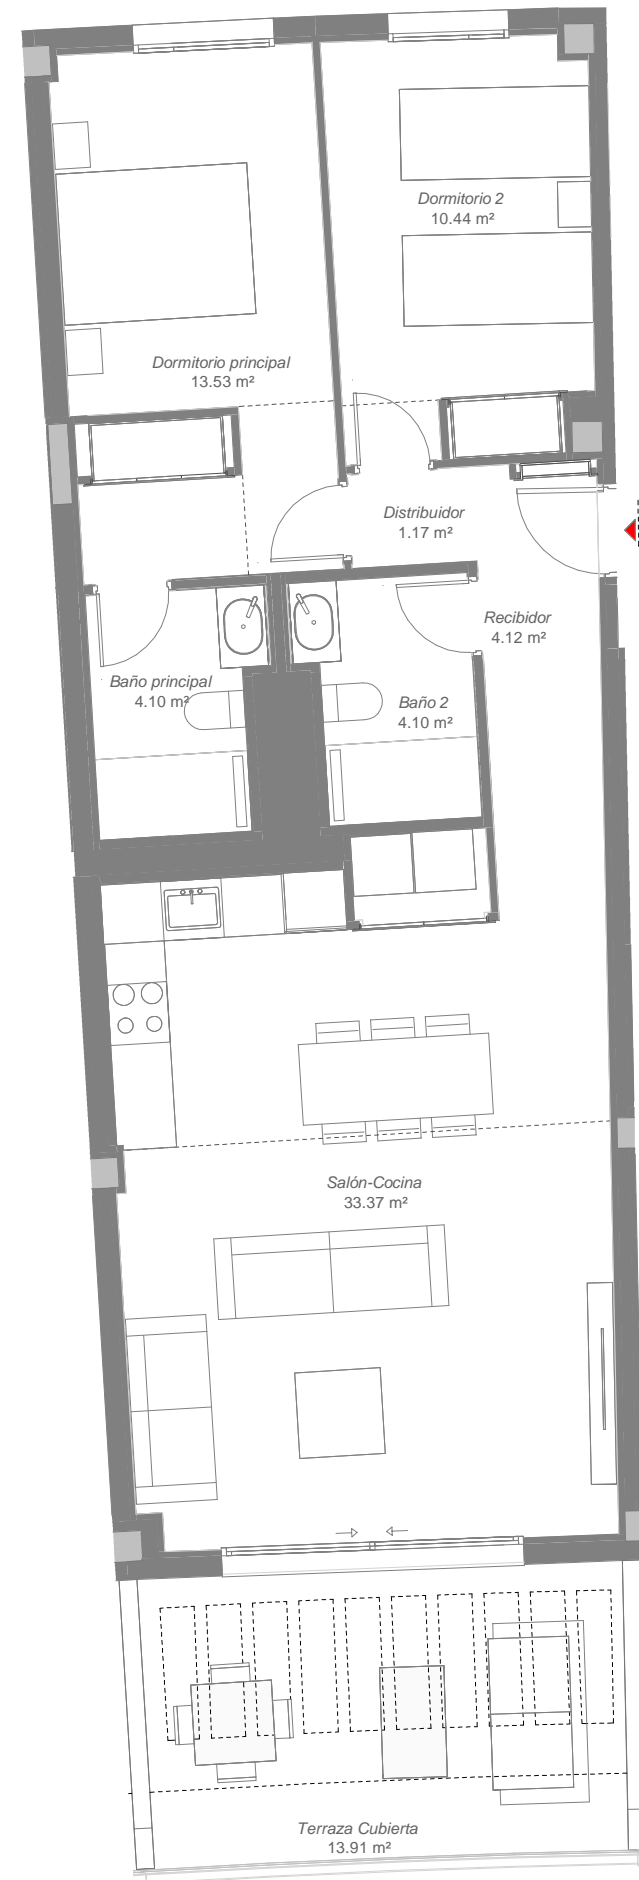 Dormitorio 2
10.44 m²
Dormitorio principal
13.53 m²
Distribuidor
1.17 m²
Recibidor
4.12 m²
Baño principal
4.10 m²
Baño 2
4.10 m²
Salón-Cocina
33.37 m²
Terraza Cubierta
13.91 m²